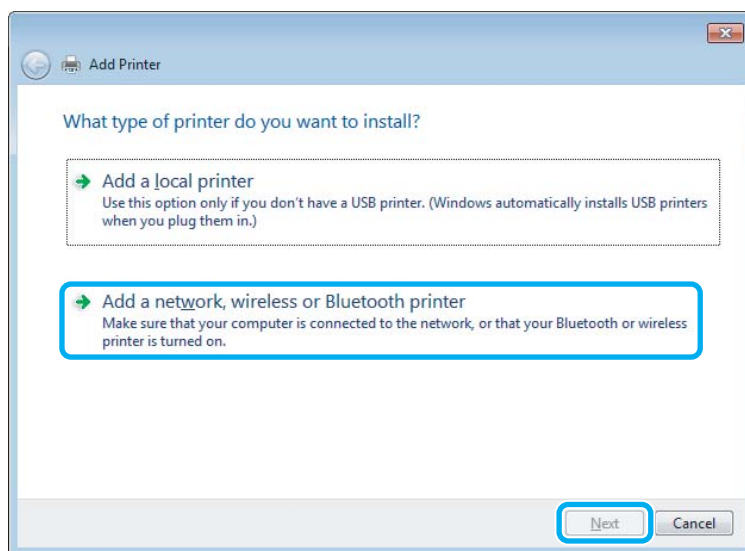 Add Printer
What type of printer do you want to install?
Add a local printer
Use this option only if you don't have a USB printer. (Windows automatically installs USB printers
when you plug them in.)
Add a network, wireless or Bluetooth printer
Make sure that your computer is connected to the network, or that your Bluetooth or wireless
printer is turned on.
Next Cancel